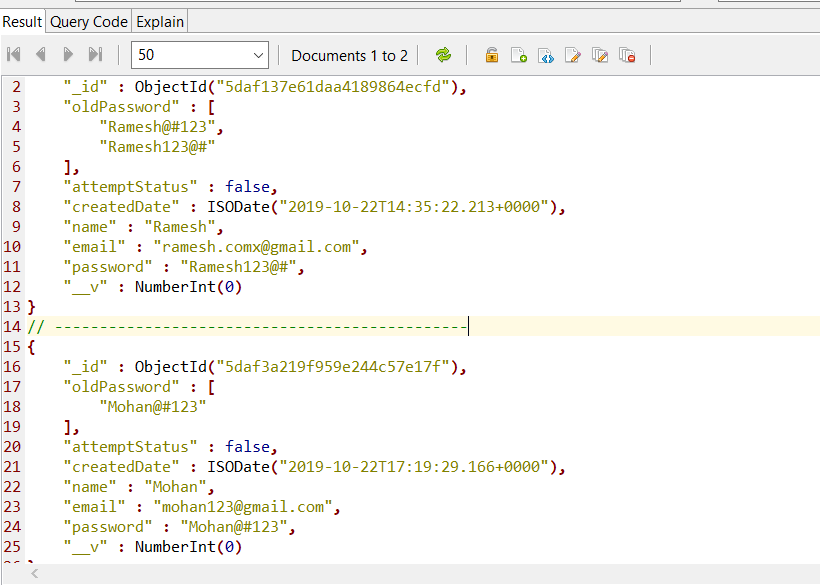 Result Query Code Explain
50 Documents 1 to 2
2 "_id" : ObjectId("5daf137e61daa4189864ecfd"),
3 "oldPassword" : [
4 "Ramesh@#123",
5 "Ramesh123@#"
6 ],
7 "attemptStatus" : false,
8 "createdDate" : ISODate("2019-10-22T14:35:22.213+0000"),
9 "name" : "Ramesh",
10 "email" : "ramesh.comx@gmail.com",
11 "password" : "Ramesh123@#",
12 "__v" : NumberInt(0)
13 }
14 // ----------------------------------------------
15 {
16 "_id" : ObjectId("5daf3a219f959e244c57e17f"),
17 "oldPassword" : [
18 "Mohan@#123"
19 ],
20 "attemptStatus" : false,
21 "createdDate" : ISODate("2019-10-22T17:19:29.166+0000"),
22 "name" : "Mohan",
23 "email" : "mohan123@gmail.com",
24 "password" : "Mohan@#123",
25 "__v" : NumberInt(0)